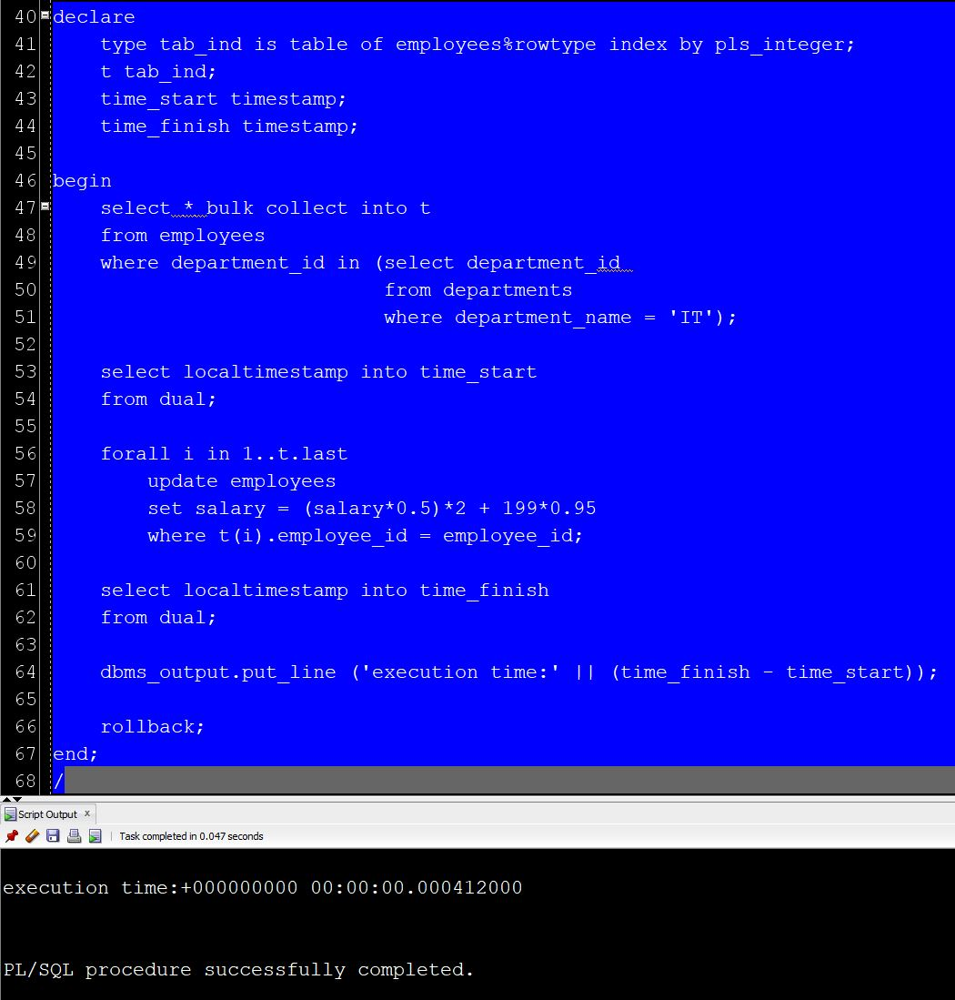 40 declare
41     type tab_ind is table of employees%rowtype index by pls_integer;
42     t tab_ind;
43     time_start timestamp;
44     time_finish timestamp;
45
46 begin
47     select * bulk collect into t
48     from employees
49     where department_id in (select department_id
50                             from departments
51                             where department_name = 'IT');
52
53     select localtimestamp into time_start
54     from dual;
55
56     forall i in 1..t.last
57         update employees
58         set salary = (salary*0.5)*2 + 199*0.95
59         where t(i).employee_id = employee_id;
60
61     select localtimestamp into time_finish
62     from dual;
63
64     dbms_output.put_line ('execution time:' || (time_finish - time_start));
65
66     rollback;
67 end;
68 /
Script Output x
Task completed in 0.047 seconds
execution time:+000000000 00:00:00.000412000
PL/SQL procedure successfully completed.